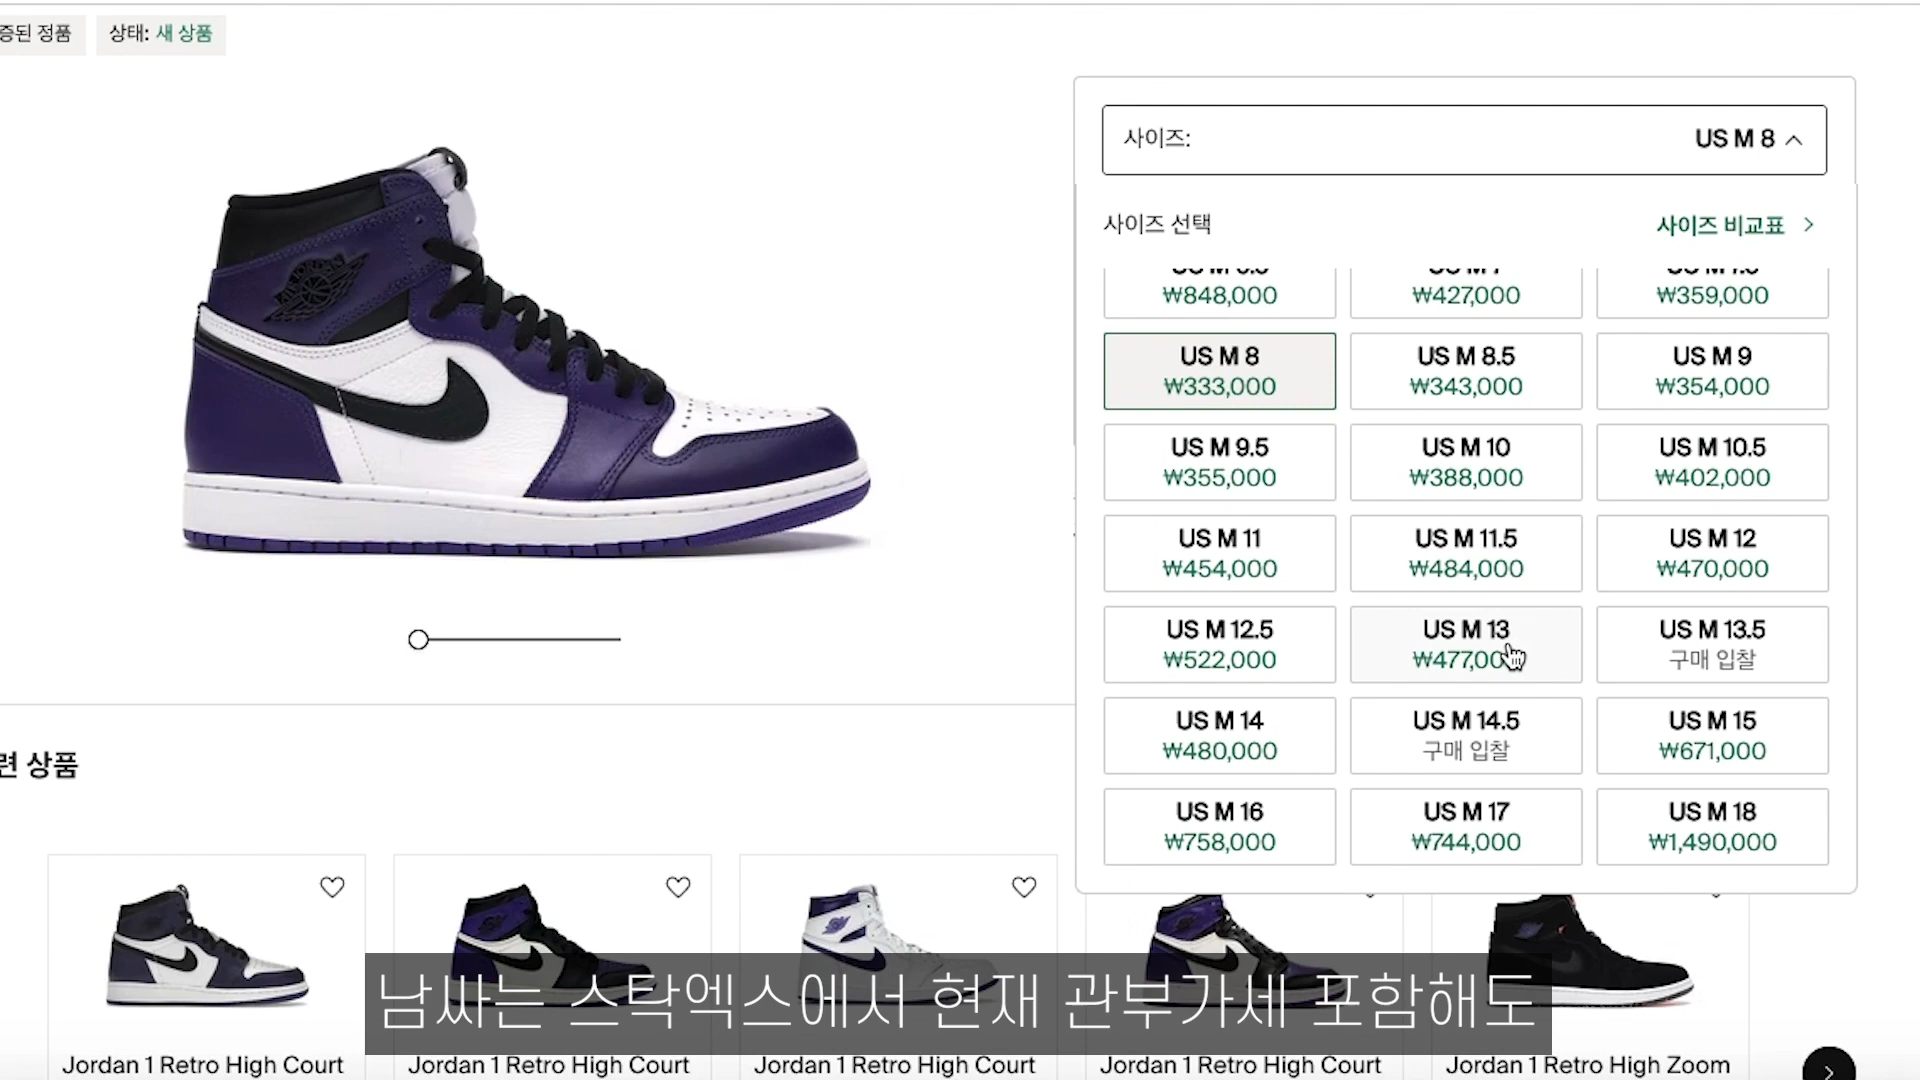 증된 정품
상태: 새 상품
사이즈:
US M 8
사이즈 선택
사이즈 비교표
₩848,000
US M 7
₩427,000
₩359,000
US M 8
₩333,000
US M 8.5
₩343,000
US M 9
₩354,000
US M 9.5
₩355,000
US M 10
₩388,000
US M 10.5
₩402,000
US M 11
₩454,000
US M 11.5
₩484,000
US M 12
₩470,000
US M 12.5
₩522,000
US M 13
₩477,00
US M 13.5
구매 입찰
US M 14
₩480,000
US M 14.5
구매 입찰
US M 15
₩671,000
US M 16
₩758,000
US M 17
₩744,000
US M 18
₩1,490,000
련 상품
남싸는 스탁엑스에서 현재 관부가세 포함해도
Jordan 1 Retro High Court
Jordan 1 Retro High Court
Jordan 1 Retro High Court
Jordan 1 Retro High Court
Jordan 1 Retro High Zoom